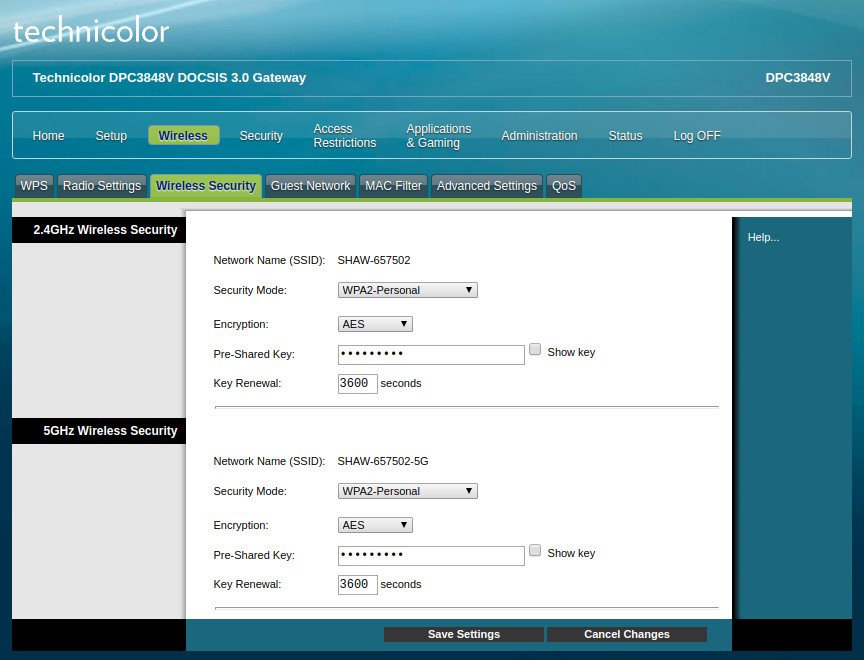 technicolor
Technicolor DPC3848V DOCSIS 3.0 Gateway DPC3848V
Home Setup Wireless Security Access Restrictions Applications & Gaming Administration Status Log OFF
WPS Radio Settings Wireless Security Guest Network MAC Filter Advanced Settings QoS
2.4GHz Wireless Security
Help...
Network Name (SSID): SHAW-657502
Security Mode: WPA2-Personal
Encryption: AES
Pre-Shared Key: ••••••••• Show key
Key Renewal: 3600 seconds
5GHz Wireless Security
Network Name (SSID): SHAW-657502-5G
Security Mode: WPA2-Personal
Encryption: AES
Pre-Shared Key: ••••••••• Show key
Key Renewal: 3600 seconds
Save Settings Cancel Changes